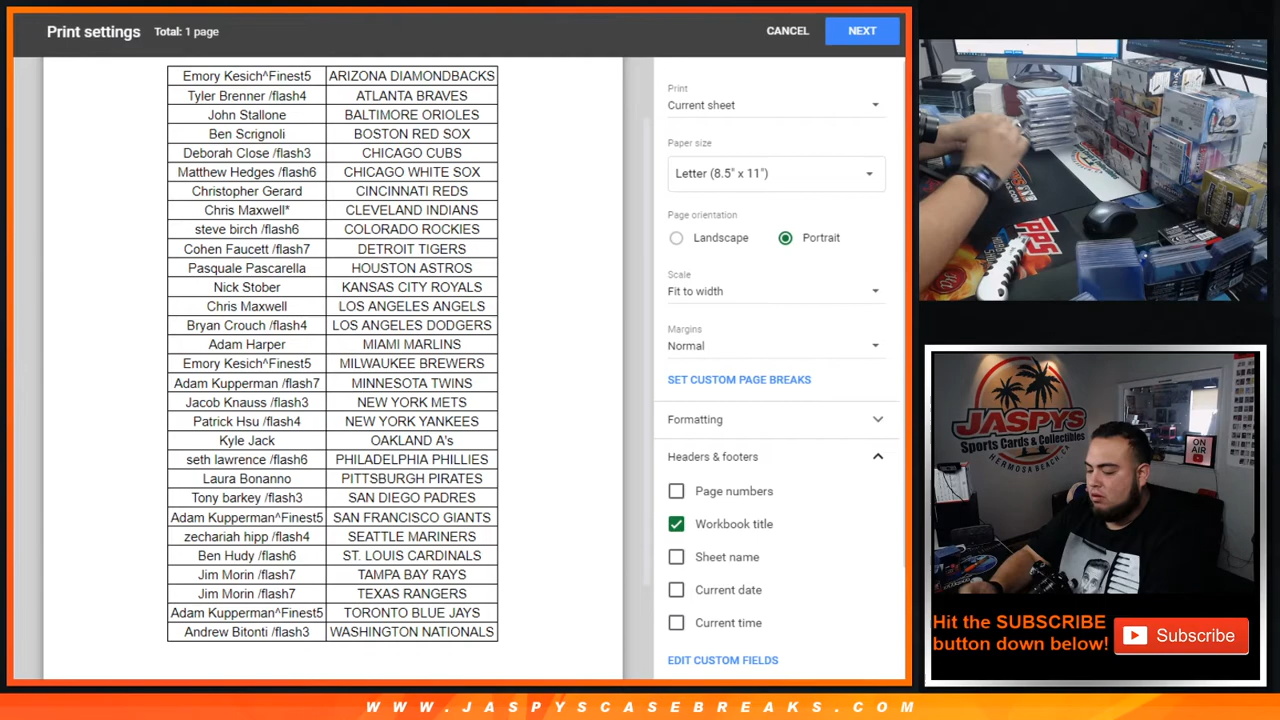 Print settings Total: 1 page CANCEL NEXT
Emory Kesich^Finest5 ARIZONA DIAMONDBACKS
Tyler Brenner /flash4 ATLANTA BRAVES
John Stallone BALTIMORE ORIOLES
Ben Scrignoli BOSTON RED SOX
Deborah Close /flash3 CHICAGO CUBS
Matthew Hedges /flash6 CHICAGO WHITE SOX
Christopher Gerard CINCINNATI REDS
Chris Maxwell* CLEVELAND INDIANS
steve birch /flash6 COLORADO ROCKIES
Cohen Faucett /flash7 DETROIT TIGERS
Pasquale Pascarella HOUSTON ASTROS
Nick Stober KANSAS CITY ROYALS
Chris Maxwell LOS ANGELES ANGELS
Bryan Crouch /flash4 LOS ANGELES DODGERS
Adam Harper MIAMI MARLINS
Emory Kesich^Finest5 MILWAUKEE BREWERS
Adam Kupperman /flash7 MINNESOTA TWINS
Jacob Knauss /flash3 NEW YORK METS
Patrick Hsu /flash4 NEW YORK YANKEES
Kyle Jack OAKLAND A's
seth lawrence /flash6 PHILADELPHIA PHILLIES
Laura Bonanno PITTSBURGH PIRATES
Tony barkey /flash3 SAN DIEGO PADRES
Adam Kupperman^Finest5 SAN FRANCISCO GIANTS
zechariah hipp /flash4 SEATTLE MARINERS
Ben Hudy /flash6 ST. LOUIS CARDINALS
Jim Morin /flash7 TAMPA BAY RAYS
Jim Morin /flash7 TEXAS RANGERS
Adam Kupperman^Finest5 TORONTO BLUE JAYS
Andrew Bitonti /flash3 WASHINGTON NATIONALS
Print
Current sheet
Paper size
Letter (8.5" x 11")
Page orientation
Landscape Portrait
Scale
Fit to width
Margins
Normal
SET CUSTOM PAGE BREAKS
Formatting
Headers & footers
Page numbers
Workbook title
Sheet name
Current date
Current time
EDIT CUSTOM FIELDS
TOPPS
JASPYS
Sports Cards & Collectibles
HERMOSA BEACH, CA
ON AIR
Hit the SUBSCRIBE
button down below!
Subscribe
WWW.JASPYSCASEBREAKS.COM